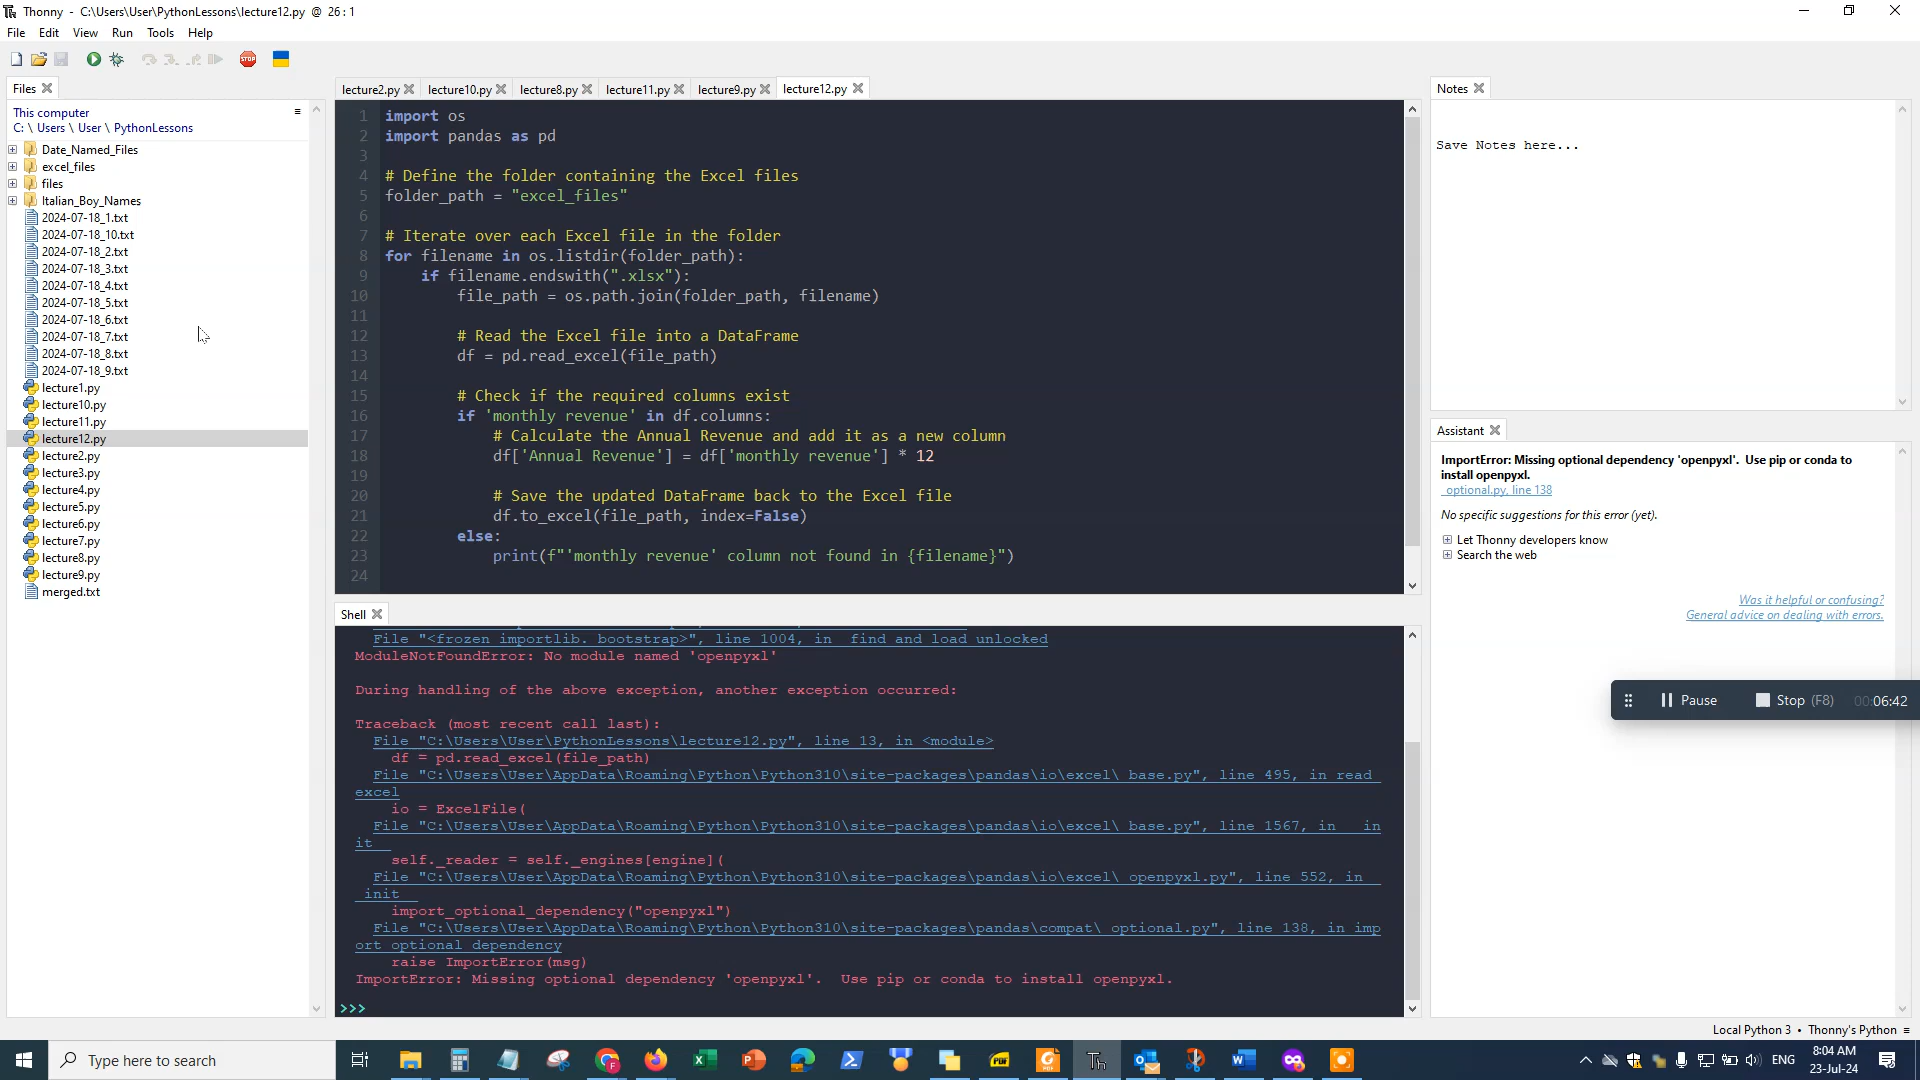 Thonny - C:\Users\User\PythonLessons\lecture12.py @ 26 : 1
File Edit View Run Tools Help
STOP
Files
This computer
C: \ Users \ User \ PythonLessons
Date_Named_Files
excel_files
files
Italian_Boy_Names
2024-07-18_1.txt
2024-07-18_10.txt
2024-07-18_2.txt
2024-07-18_3.txt
2024-07-18_4.txt
2024-07-18_5.txt
2024-07-18_6.txt
2024-07-18_7.txt
2024-07-18_8.txt
2024-07-18_9.txt
lecture1.py
lecture10.py
lecture11.py
lecture12.py
lecture2.py
lecture3.py
lecture4.py
lecture5.py
lecture6.py
lecture7.py
lecture8.py
lecture9.py
merged.txt
lecture2.py lecture10.py lecture8.py lecture11.py lecture9.py lecture12.py
1 import os
2 import pandas as pd
3
4 # Define the folder containing the Excel files
5 folder_path = "excel_files"
6
7 # Iterate over each Excel file in the folder
8 for filename in os.listdir(folder_path):
9 if filename.endswith(".xlsx"):
10 file_path = os.path.join(folder_path, filename)
11
12 # Read the Excel file into a DataFrame
13 df = pd.read_excel(file_path)
14
15 # Check if the required columns exist
16 if 'monthly revenue' in df.columns:
17 # Calculate the Annual Revenue and add it as a new column
18 df['Annual Revenue'] = df['monthly revenue'] * 12
19
20 # Save the updated DataFrame back to the Excel file
21 df.to_excel(file_path, index=False)
22 else:
23 print(f"'monthly revenue' column not found in {filename}")
24
Shell
File "<frozen importlib. bootstrap>", line 1004, in find and load unlocked
ModuleNotFoundError: No module named 'openpyxl'
During handling of the above exception, another exception occurred:
Traceback (most recent call last):
File "C:\Users\User\PythonLessons\lecture12.py", line 13, in <module>
df = pd.read_excel(file_path)
File "C:\Users\User\AppData\Roaming\Python\Python310\site-packages\pandas\io\excel\_base.py", line 495, in read_
excel
io = ExcelFile(
File "C:\Users\User\AppData\Roaming\Python\Python310\site-packages\pandas\io\excel\_base.py", line 1567, in __in
it__
self._reader = self._engines[engine](
File "C:\Users\User\AppData\Roaming\Python\Python310\site-packages\pandas\io\excel\_openpyxl.py", line 552, in _
_init__
import_optional_dependency("openpyxl")
File "C:\Users\User\AppData\Roaming\Python\Python310\site-packages\pandas\compat\_optional.py", line 138, in imp
ort_optional_dependency
raise ImportError(msg)
ImportError: Missing optional dependency 'openpyxl'.  Use pip or conda to install openpyxl.
>>>
Notes
Save Notes here...
Assistant
ImportError: Missing optional dependency 'openpyxl'. Use pip or conda to
install openpyxl.
_optional.py, line 138
No specific suggestions for this error (yet).
Let Thonny developers know
Search the web
Was it helpful or confusing?
General advice on dealing with errors.
Pause Stop (F8) 00:06:42
Local Python 3 • Thonny's Python ≡
Type here to search
ENG
8:04 AM
23-Jul-24